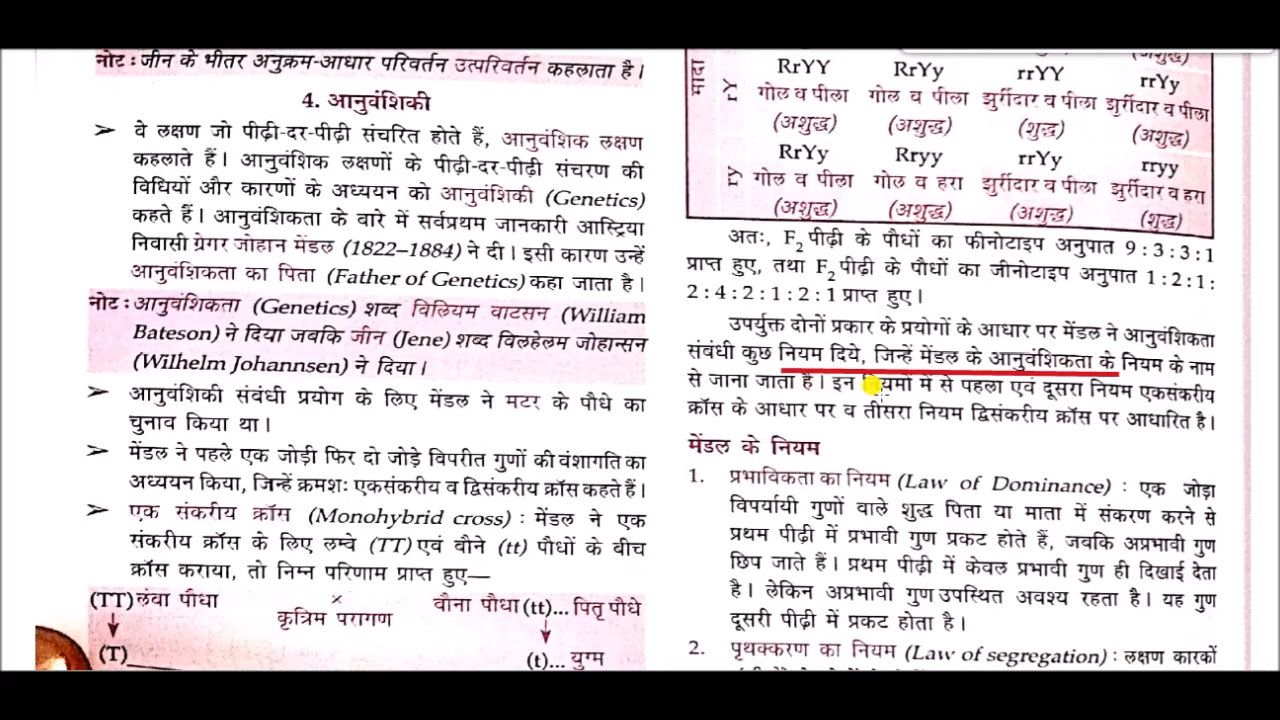 नोट : जीन के भीतर अनुक्रम-आधार परिवर्तन उत्परिवर्तन कहलाता है।
4. आनुवंशिकी
➢ वे लक्षण जो पीढ़ी-दर-पीढ़ी संचरित होते हैं, आनुवंशिक लक्षण
कहलाते हैं। आनुवंशिक लक्षणों के पीढ़ी-दर-पीढ़ी संचरण की
विधियों और कारणों के अध्ययन को आनुवंशिकी (Genetics)
कहते हैं। आनुवंशिकता के बारे में सर्वप्रथम जानकारी आस्ट्रिया
निवासी ग्रेगर जोहान मेंडल (1822–1884) ने दी। इसी कारण उन्हें
आनुवंशिकता का पिता (Father of Genetics) कहा जाता है।
नोट : आनुवंशिकता (Genetics) शब्द विलियम वाटसन (William
Bateson) ने दिया जबकि जीन (Jene) शब्द विलहेलम जोहान्सन
(Wilhelm Johannsen) ने दिया।
➢ आनुवंशिकी संबंधी प्रयोग के लिए मेंडल ने मटर के पौधे का
चुनाव किया था।
➢ मेंडल ने पहले एक जोड़ी फिर दो जोड़े विपरीत गुणों की वंशागति का
अध्ययन किया, जिन्हें क्रमशः एकसंकरीय व द्विसंकरीय क्रॉस कहते हैं।
➢ एक संकरीय क्रॉस (Monohybrid cross) : मेंडल ने एक
संकरीय क्रॉस के लिए लम्वे (TT) एवं बौने (tt) पौधों के बीच
क्रॉस कराया, तो निम्न परिणाम प्राप्त हुए—
(TT) लंवा पौधा × वौना पौधा (tt)... पितृ पौधे
कृत्रिम परागण
(T) (t)... युग्म
मादा
(अशुद्ध)
RrYY RrYy rrYY rrYy
rY गोल व पीला गोल व पीला झुर्रीदार व पीला झुर्रीदार व पीला
(अशुद्ध) (अशुद्ध) (शुद्ध) (अशुद्ध)
RrYy Rryy rrYy rryy
गोल व पीला गोल व हरा झुर्रीदार व पीला झुर्रीदार व हरा
(अशुद्ध) (अशुद्ध) (अशुद्ध) (शुद्ध)
अतः, F2 पीढ़ी के पौधों का फीनोटाइप अनुपात 9 : 3 : 3 : 1
प्राप्त हुए, तथा F2 पीढ़ी के पौधों का जीनोटाइप अनुपात 1 : 2 : 1 :
2 : 4 : 2 : 1 : 2 : 1 प्राप्त हुए।
उपर्युक्त दोनों प्रकार के प्रयोगों के आधार पर मेंडल ने आनुवंशिकता
संबंधी कुछ नियम दिये, जिन्हें मेंडल के आनुवंशिकता के नियम के नाम
से जाना जाता है। इन नियमों में से पहला एवं दूसरा नियम एकसंकरीय
क्रॉस के आधार पर व तीसरा नियम द्विसंकरीय क्रॉस पर आधारित है।
मेंडल के नियम
1. प्रभाविकता का नियम (Law of Dominance) : एक जोड़ा
विपर्यायी गुणों वाले शुद्ध पिता या माता में संकरण करने से
प्रथम पीढ़ी में प्रभावी गुण प्रकट होते हैं, जबकि अप्रभावी गुण
छिप जाते हैं। प्रथम पीढ़ी में केवल प्रभावी गुण ही दिखाई देता
है। लेकिन अप्रभावी गुण उपस्थित अवश्य रहता है। यह गुण
दूसरी पीढ़ी में प्रकट होता है।
2. पृथक्करण का नियम (Law of segregation) : लक्षण कारकों